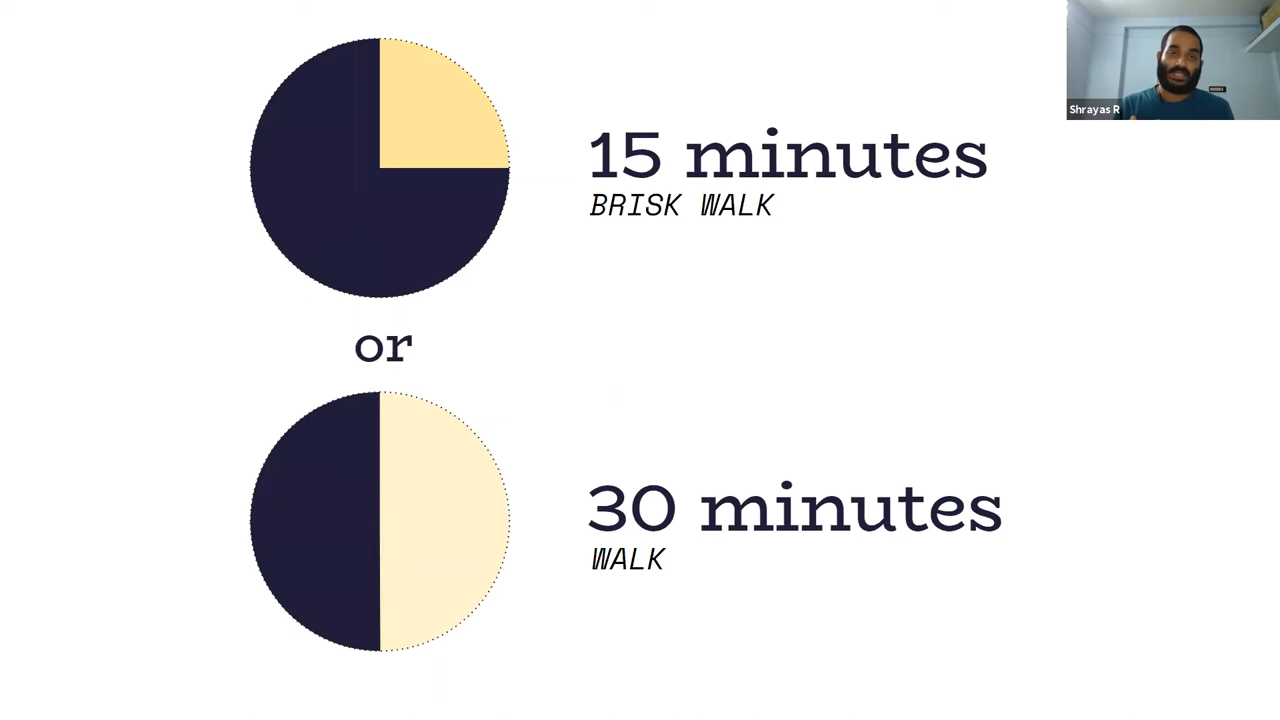 15 minutes
BRISK WALK
or
30 minutes
WALK
Shrayas R